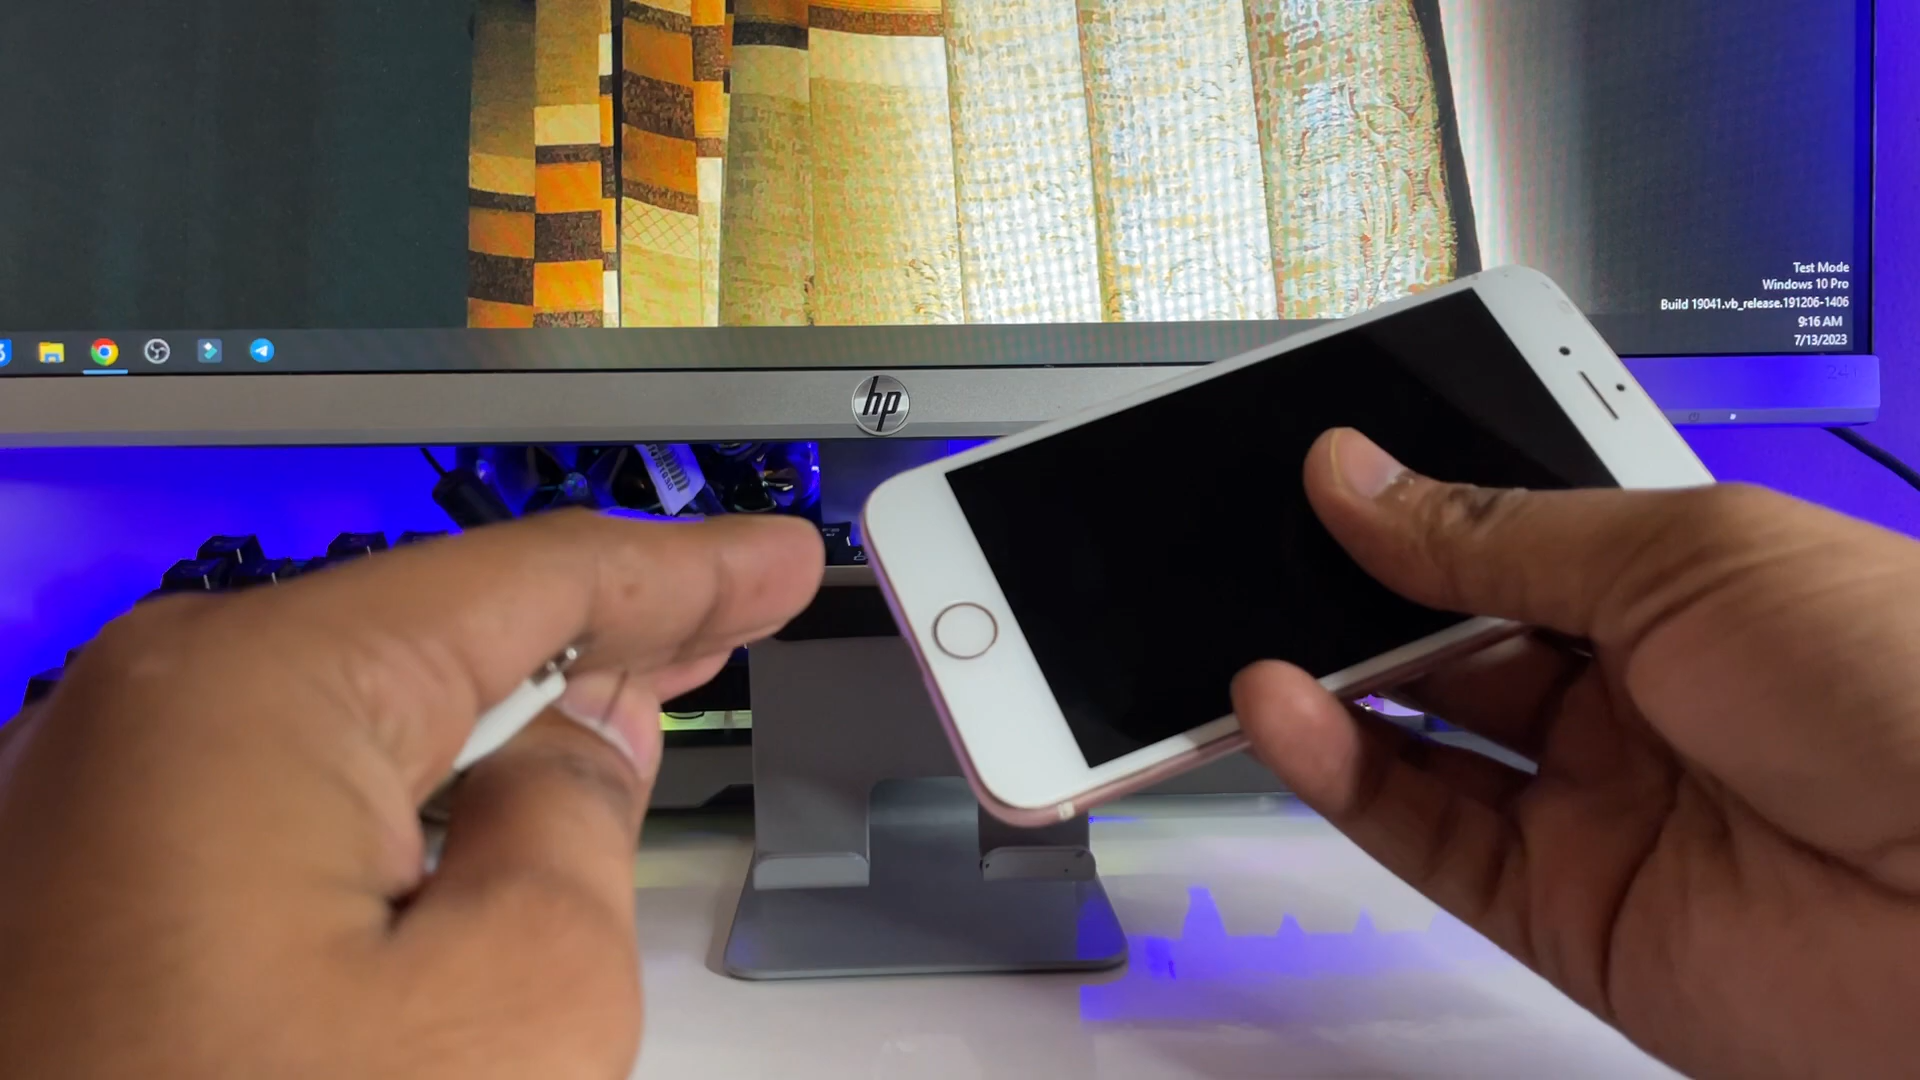 Test Mode
Windows 10 Pro
Build 19041.vb_release.191206-1406
9:16 AM
7/13/2023
hp